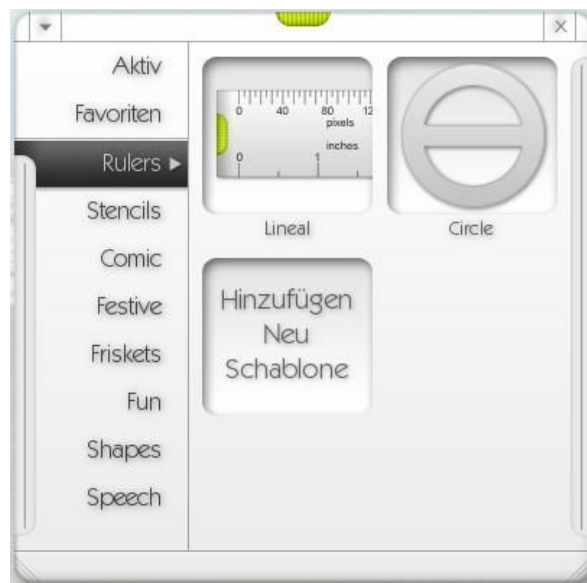 Aktiv
Favoriten
Rulers
Stencils
Comic
Festive
Friskets
Fun
Shapes
Speech
0 40 80 12
pixels
inches
0 1
Lineal
Circle
Hinzufügen
Neu
Schablone